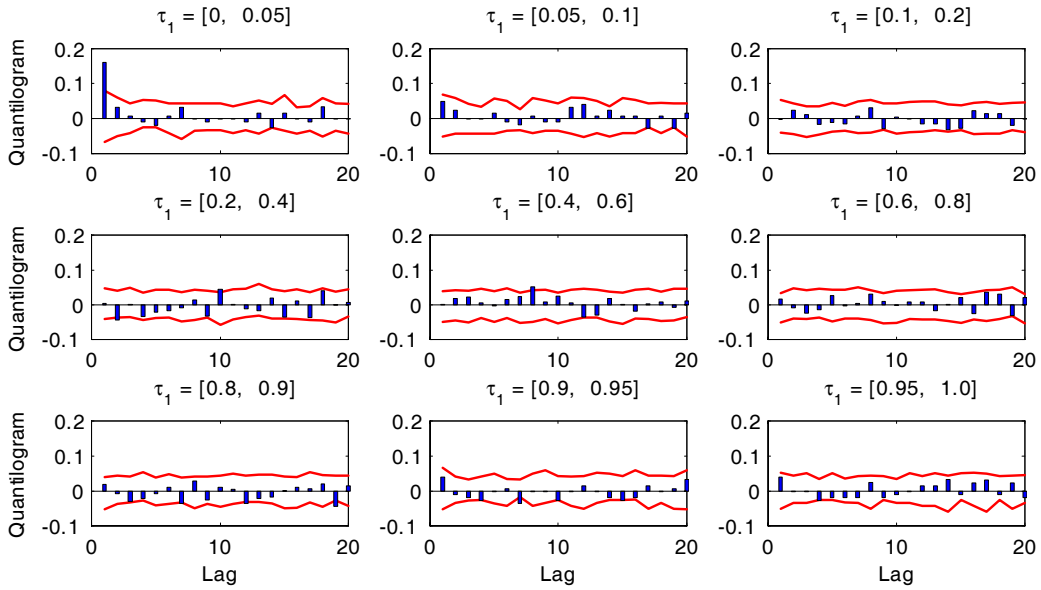 τ1 = [0, 0.05] τ1 = [0.05, 0.1] τ1 = [0.1, 0.2]
Quantilogram
0.2 0.2 0.2
0.1 0.1 0.1
0 0 0
-0.1 -0.1 -0.1
0 10 20 0 10 20 0 10 20
τ1 = [0.2, 0.4] τ1 = [0.4, 0.6] τ1 = [0.6, 0.8]
Quantilogram
0.2 0.2 0.2
0.1 0.1 0.1
0 0 0
-0.1 -0.1 -0.1
0 10 20 0 10 20 0 10 20
τ1 = [0.8, 0.9] τ1 = [0.9, 0.95] τ1 = [0.95, 1.0]
Quantilogram
0.2 0.2 0.2
0.1 0.1 0.1
0 0 0
-0.1 -0.1 -0.1
0 10 20 0 10 20 0 10 20
Lag Lag Lag